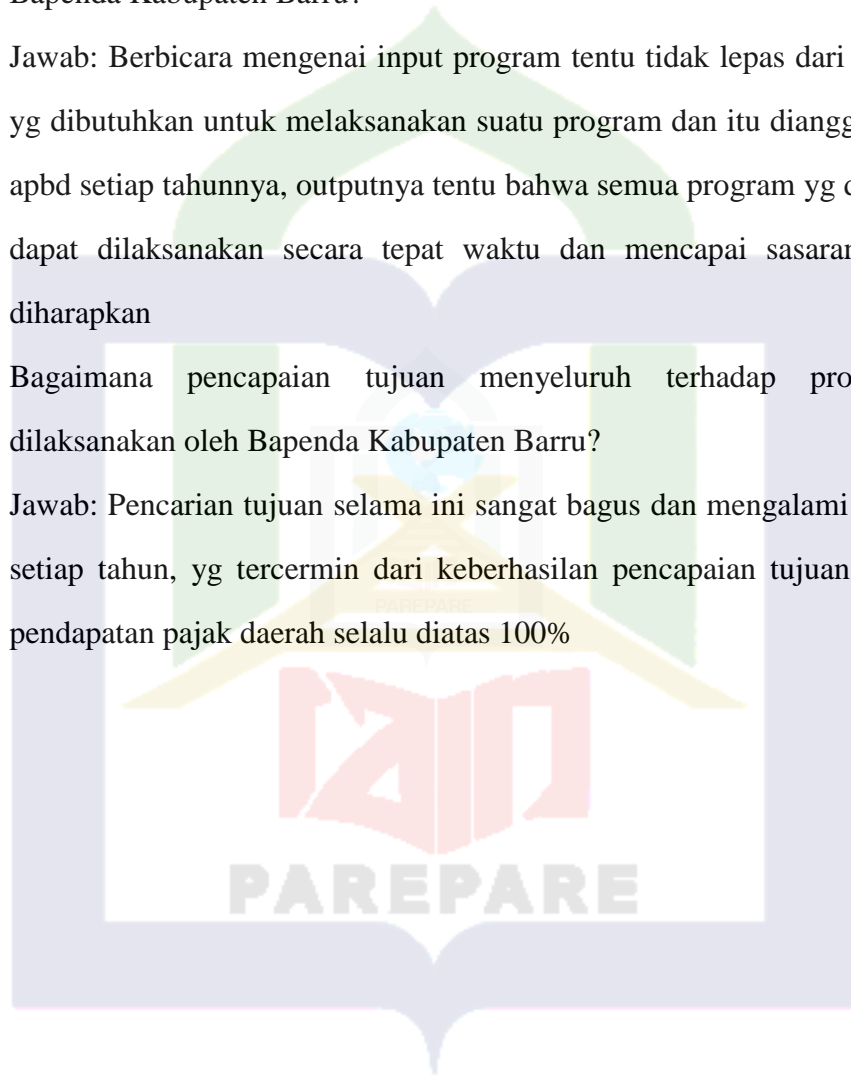 Bapenda Kabupaten Barru?
Jawab: Berbicara mengenai input program tentu tidak lepas dari
yg dibutuhkan untuk melaksanakan suatu program dan itu
apbd setiap tahunnya, outputnya tentu bahwa semua program yg
dapat dilaksanakan secara tepat waktu dan mencapai
diharapkan
Bagaimana pencapaian tujuan menyeluruh terhadap
dilaksanakan oleh Bapenda Kabupaten Barru?
Jawab: Pencarian tujuan selama ini sangat bagus dan mengalami
setiap tahun, yg tercermin dari keberhasilan pencapaian tujuan
PAREPARE
pendapatan pajak daerah selalu diatas 100%
iain
PAREPARE